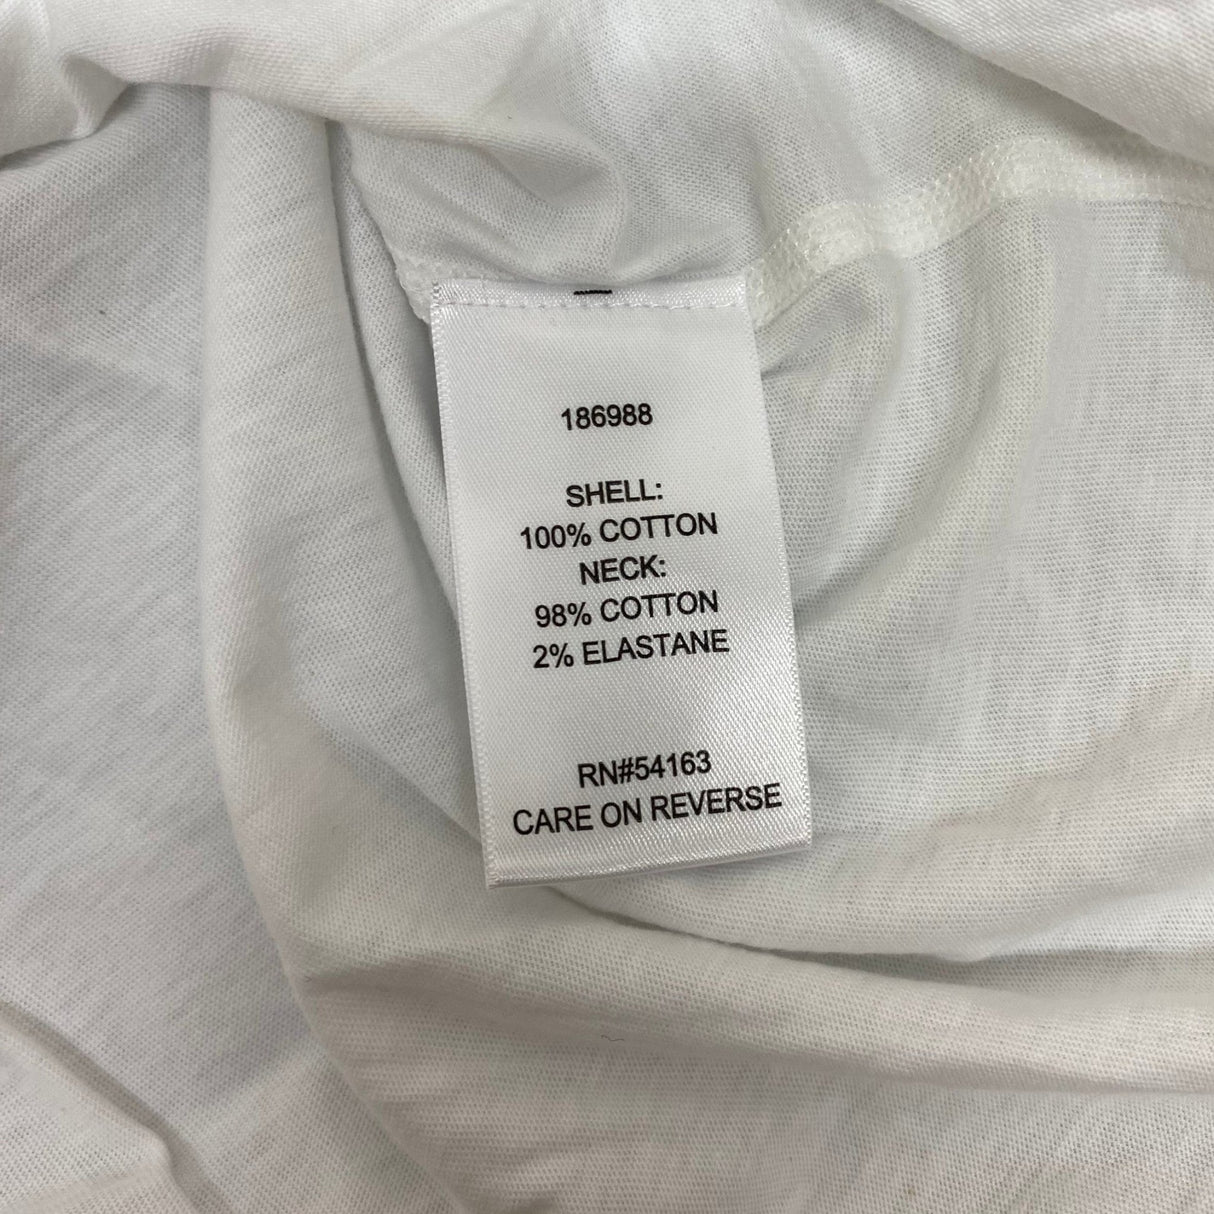 186988
SHELL:
100% COTTON
NECK:
98% COTTON
2% ELASTANE
RN#54163
CARE ON REVERSE